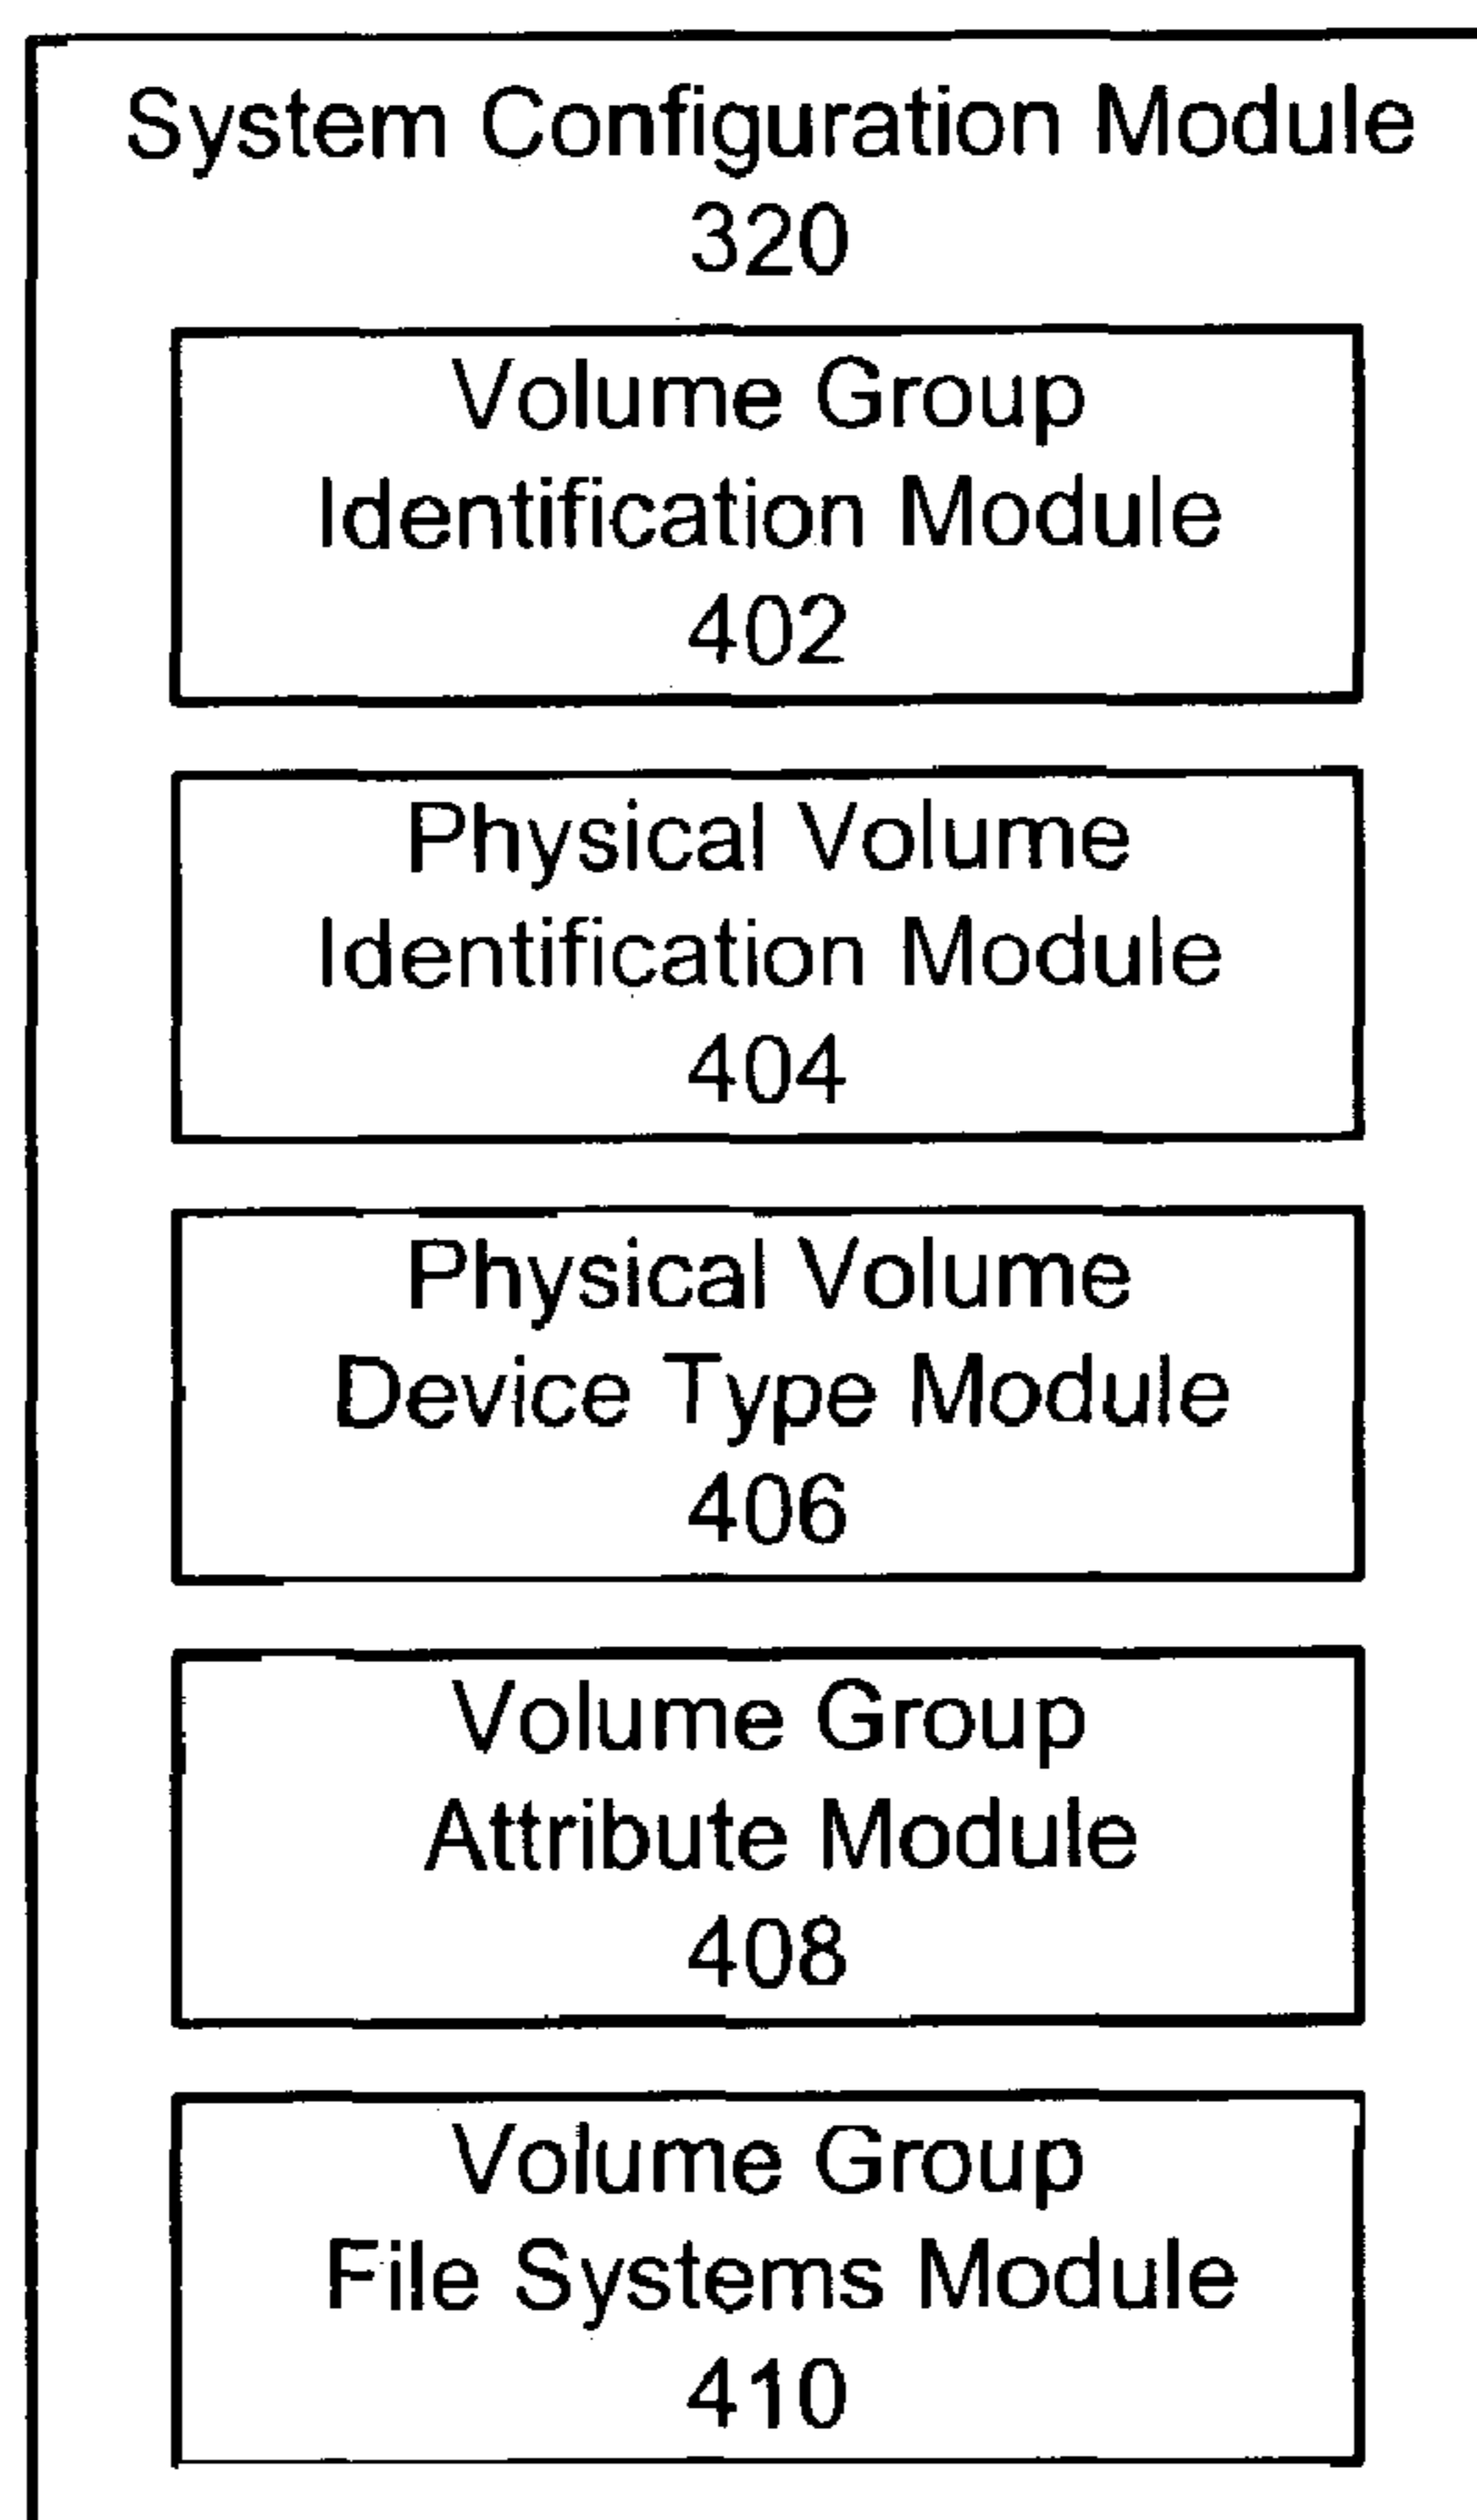 System Configuration Module
320
Volume Group
Identification Module
402
Physical Volume
Identification Module
404
Physical Volume
Device Type Module
406
Volume Group
Attribute Module
408
Volume Group
File Systems Module
410